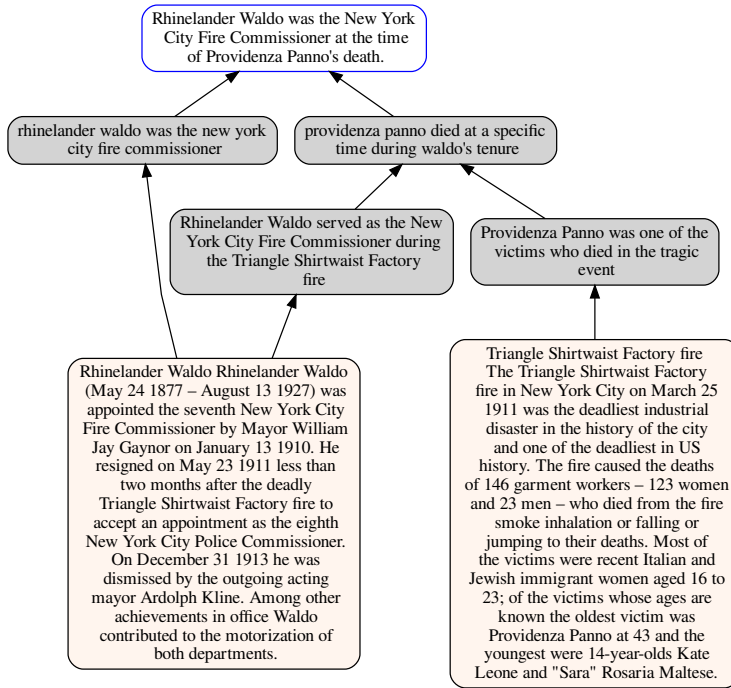 Rhinelander Waldo was the New York
City Fire Commissioner at the time
of Providenza Panno's death.
rhinelander waldo was the new york
city fire commissioner
providenza panno died at a specific
time during waldo's tenure
Rhinelander Waldo served as the New
York City Fire Commissioner during
the Triangle Shirtwaist Factory
fire
Providenza Panno was one of the
victims who died in the tragic
event
Rhinelander Waldo Rhinelander Waldo
(May 24 1877 – August 13 1927) was
appointed the seventh New York City
Fire Commissioner by Mayor William
Jay Gaynor on January 13 1910. He
resigned on May 23 1911 less than
two months after the deadly
Triangle Shirtwaist Factory fire to
accept an appointment as the eighth
New York City Police Commissioner.
On December 31 1913 he was
dismissed by the outgoing acting
mayor Ardolph Kline. Among other
achievements in office Waldo
contributed to the motorization of
both departments.
Triangle Shirtwaist Factory fire
The Triangle Shirtwaist Factory
fire in New York City on March 25
1911 was the deadliest industrial
disaster in the history of the city
and one of the deadliest in US
history. The fire caused the deaths
of 146 garment workers – 123 women
and 23 men – who died from the fire
smoke inhalation or falling or
jumping to their deaths. Most of
the victims were recent Italian and
Jewish immigrant women aged 16 to
23; of the victims whose ages are
known the oldest victim was
Providenza Panno at 43 and the
youngest were 14-year-olds Kate
Leone and "Sara" Rosaria Maltese.